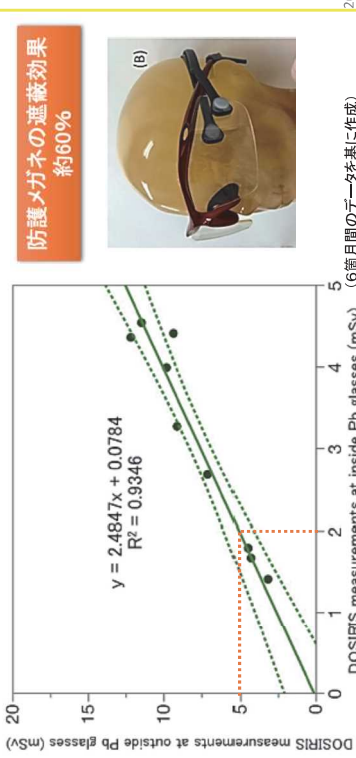 防護メガネの遮蔽効果
約60%
(B)
y = 2.4847x + 0.0784
R² = 0.9346
DOSIRIS measurements at outside Pb glasses (mSv)
20
15
10
5
0
0
1
2
3
4
5
DOSIRIS measurements at inside Pb glasses (mSv)
(6箇月間のデータを基に作成)